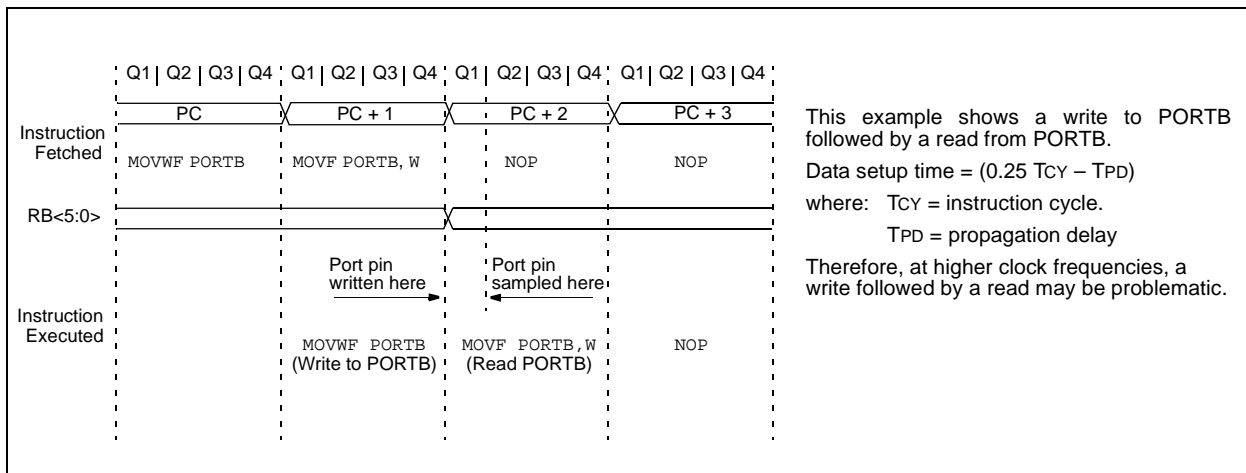 Q1 | Q2 | Q3 | Q4 Q1 | Q2 | Q3 | Q4 Q1 | Q2 | Q3 | Q4 Q1 | Q2 | Q3 | Q4
PC PC + 1 PC + 2 PC + 3
Instruction
Fetched
MOVWF PORTB MOVF PORTB, W NOP NOP
RB<5:0>
Port pin
written here
Port pin
sampled here
Instruction
Executed
MOVWF PORTB
(Write to PORTB)
MOVF PORTB,W
(Read PORTB)
NOP
This example shows a write to PORTB
followed by a read from PORTB.
Data setup time = (0.25 TCY – TPD)
where: TCY = instruction cycle.
TPD = propagation delay
Therefore, at higher clock frequencies, a
write followed by a read may be problematic.